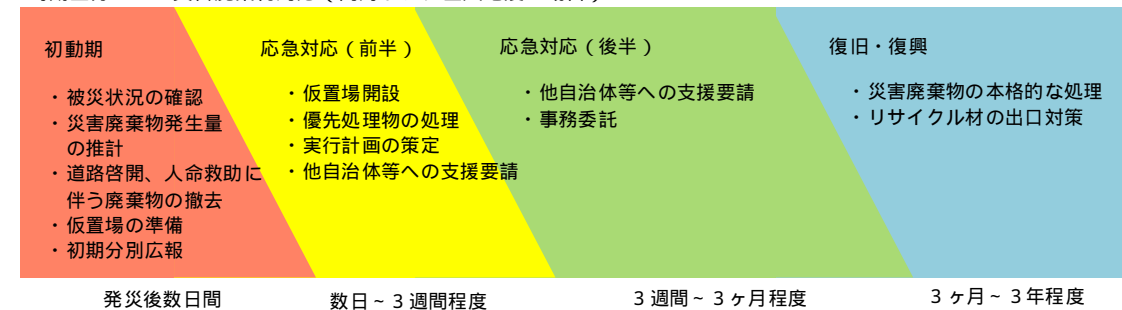 初動期
・被災状況の確認
・災害廃棄物発生量
の推計
・道路啓開、人命救助に
伴う廃棄物の撤去
・仮置場の準備
・初期分別広報
応急対応（前半）
・仮置場開設
・優先処理物の処理
・実行計画の策定
・他自治体等への支援要請
応急対応（後半）
・他自治体等への支援要請
・事務委託
復旧・復興
・災害廃棄物の本格的な処理
・リサイクル材の出口対策
発災後数日間
数日～３週間程度
３週間～３ヶ月程度
３ヶ月～３年程度